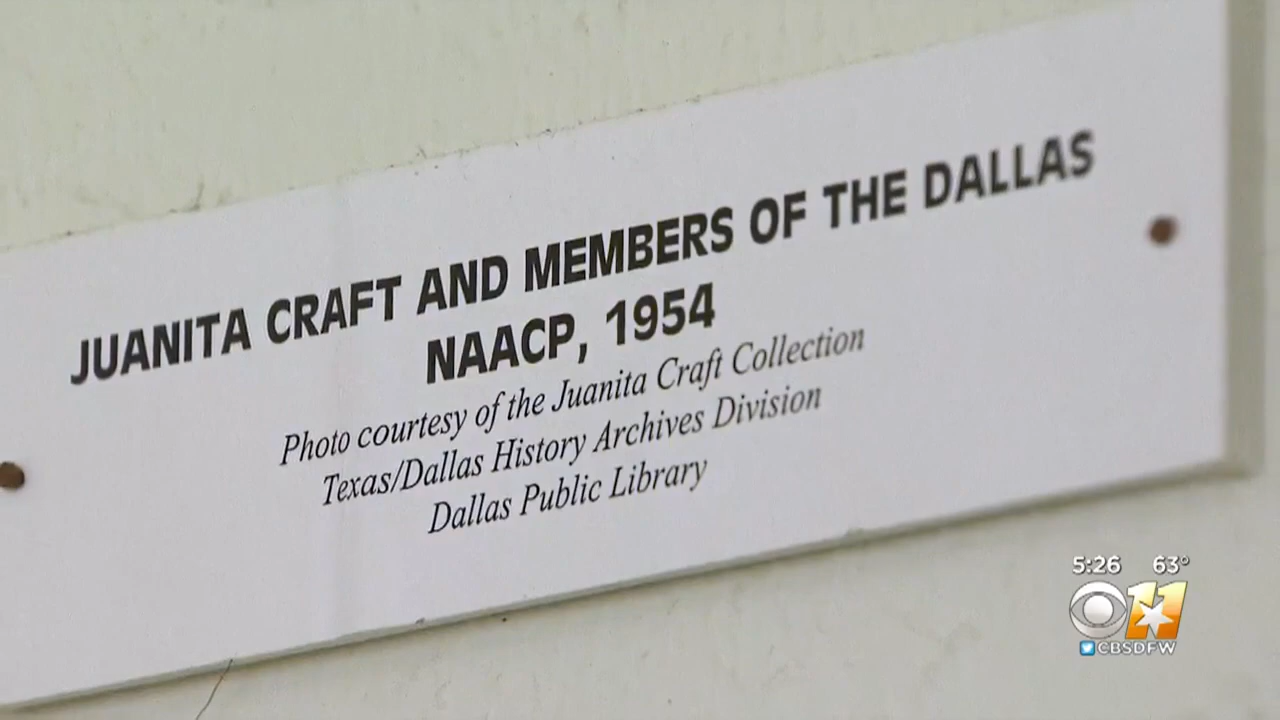 JUANITA CRAFT AND MEMBERS OF THE DALLAS
NAACP, 1954
Photo courtesy of the Juanita Craft Collection
Texas/Dallas History Archives Division
Dallas Public Library
5:26 63°
11
CBSDFW